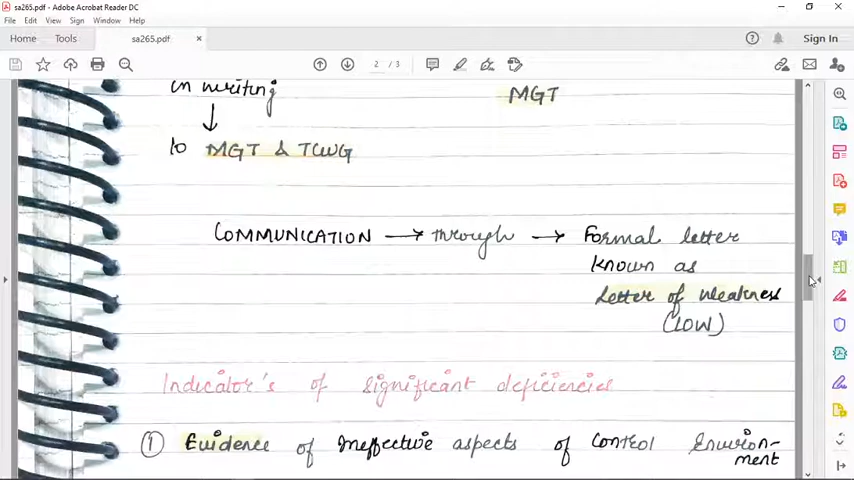 sa265.pdf - Adobe Acrobat Reader DC
File Edit View Sign Window Help
Home Tools sa265.pdf × Sign In
2 / 3
in writing MGT
to MGT & TCWG
COMMUNICATION → through → Formal letter
known as
Letter of weakness
(LOW)
Indicator's of significant deficiencies
1 Evidence of Ineffective aspects of Control Environ-
ment